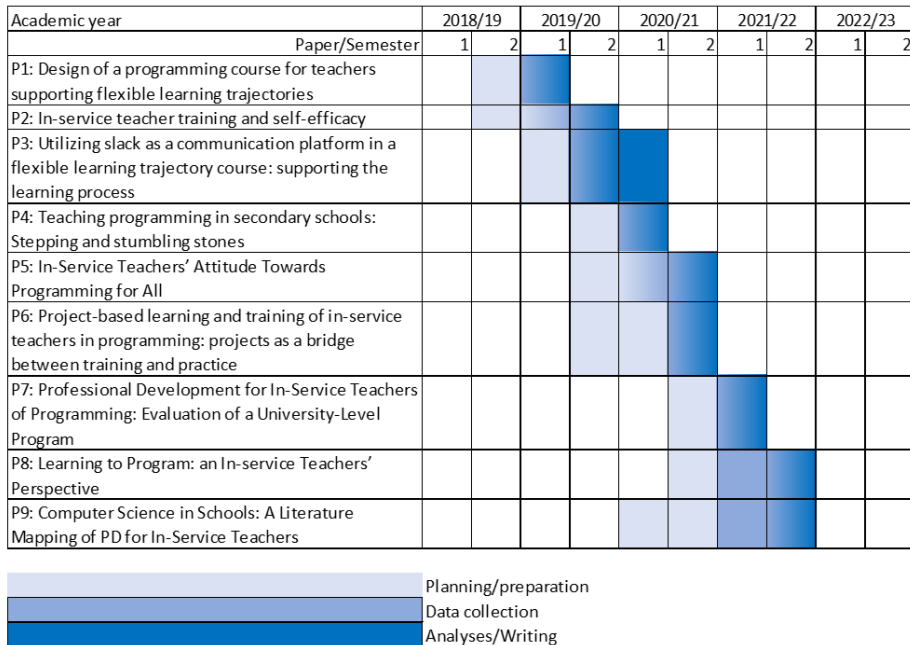 Academic year 2018/19 2019/20 2020/21 2021/22 2022/23
Paper/Semester 1 2 1 2 1 2 1 2 1 2
P1: Design of a programming course for teachers
supporting flexible learning trajectories
P2: In-service teacher training and self-efficacy
P3: Utilizing slack as a communication platform in a
flexible learning trajectory course: supporting the
learning process
P4: Teaching programming in secondary schools:
Stepping and stumbling stones
P5: In-Service Teachers’ Attitude Towards
Programming for All
P6: Project-based learning and training of in-service
teachers in programming: projects as a bridge
between training and practice
P7: Professional Development for In-Service Teachers
of Programming: Evaluation of a University-Level
Program
P8: Learning to Program: an In-service Teachers’
Perspective
P9: Computer Science in Schools: A Literature
Mapping of PD for In-Service Teachers
Planning/preparation
Data collection
Analyses/Writing